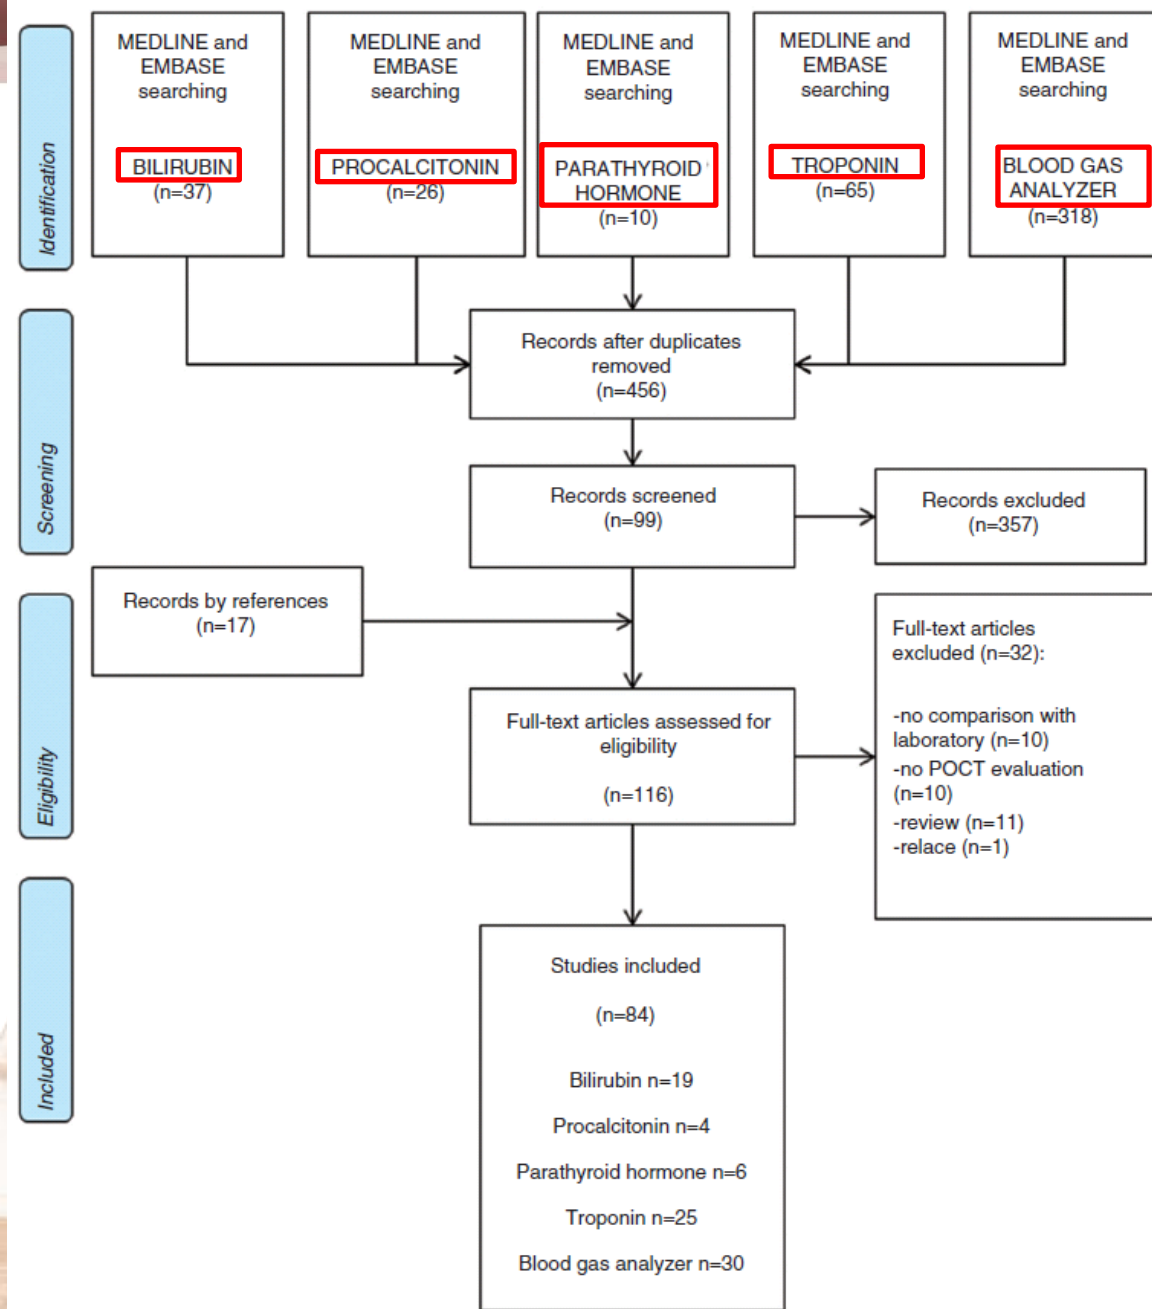 Identification
MEDLINE and
EMBASE
searching
BILIRUBIN
(n=37)
MEDLINE and
EMBASE
searching
PROCALCITONIN
(n=26)
MEDLINE and
EMBASE
searching
PARATHYROID
HORMONE
(n=10)
MEDLINE and
EMBASE
searching
TROPONIN
(n=65)
MEDLINE and
EMBASE
searching
BLOOD GAS
ANALYZER
(n=318)
Screening
Records after duplicates
removed
(n=456)
Records screened
(n=99)
Records excluded
(n=357)
Eligibility
Records by references
(n=17)
Full-text articles assessed for
eligibility
(n=116)
Full-text articles
excluded (n=32):
-no comparison with
laboratory (n=10)
-no POCT evaluation
(n=10)
-review (n=11)
-relace (n=1)
Included
Studies included
(n=84)
Bilirubin n=19
Procalcitonin n=4
Parathyroid hormone n=6
Troponin n=25
Blood gas analyzer n=30